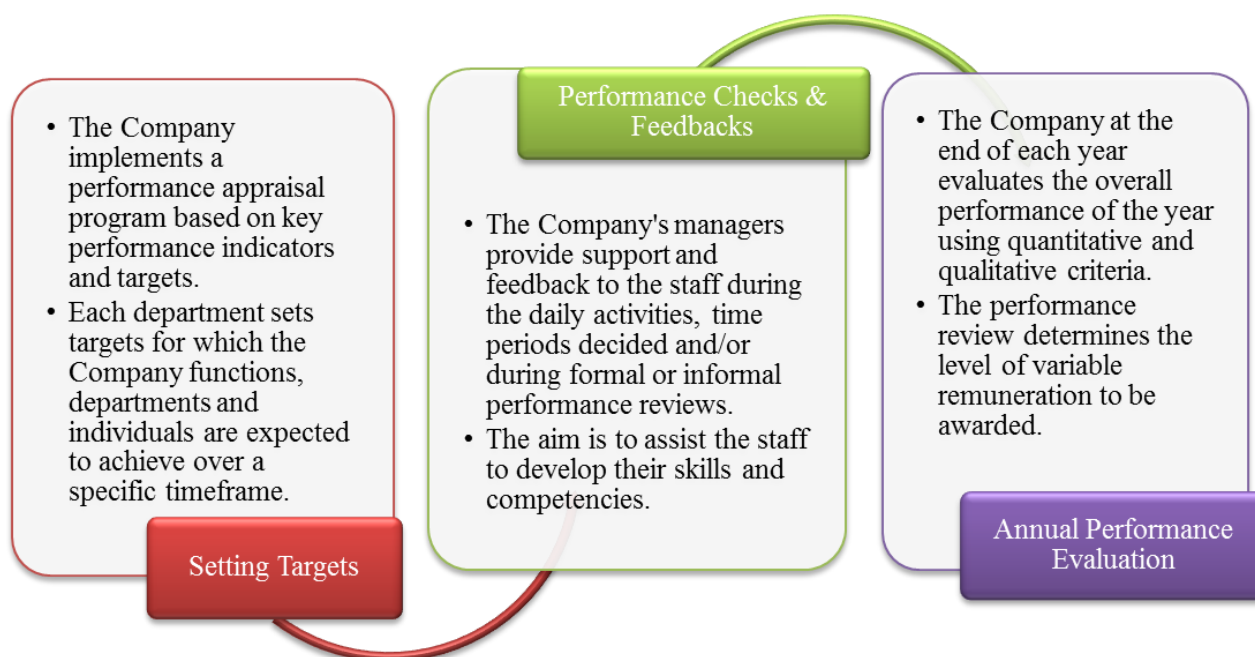 • The Company
implements a
performance appraisal
program based on key
performance indicators
and targets.
• Each department sets
targets for which the
Company functions,
departments and
individuals are expected
to achieve over a
specific timeframe.
Setting Targets
Performance Checks &
Feedbacks
• The Company's managers
provide support and
feedback to the staff during
the daily activities, time
periods decided and/or
during formal or informal
performance reviews.
• The aim is to assist the staff
to develop their skills and
competencies.
• The Company at the
end of each year
evaluates the overall
performance of the year
using quantitative and
qualitative criteria.
• The performance
review determines the
level of variable
remuneration to be
awarded.
Annual Performance
Evaluation